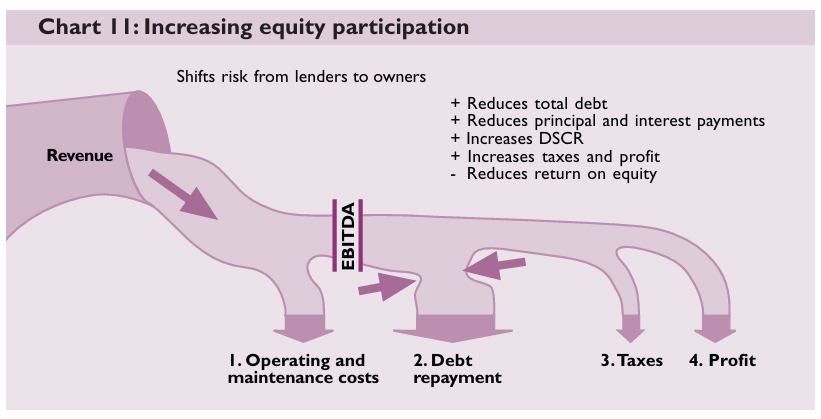 Chart 11: Increasing equity participation
Shifts risk from lenders to owners
+ Reduces total debt
+ Reduces principal and interest payments
+ Increases DSCR
+ Increases taxes and profit
- Reduces return on equity
Revenue
EBITDA
1. Operating and
maintenance costs
2. Debt
repayment
3. Taxes
4. Profit